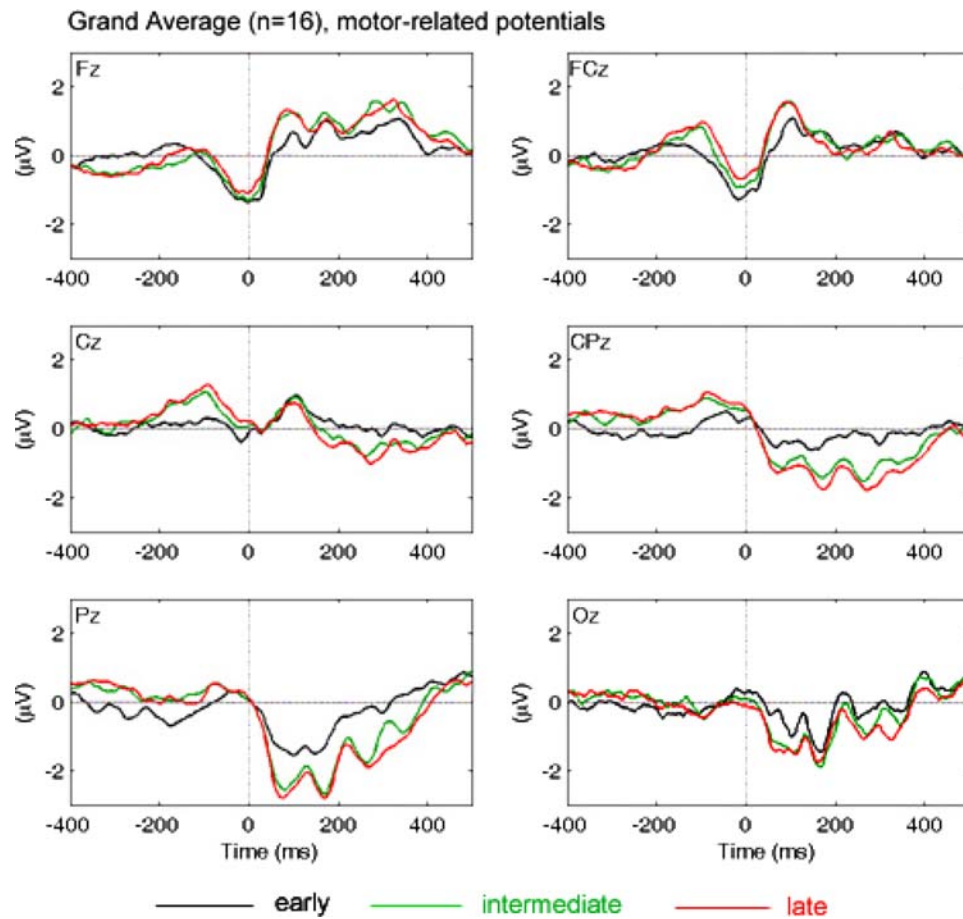 Grand Average (n=16), motor-related potentials
Fz FCz
2 2
(µV) 0 (µV) 0
-2 -2
-400 -200 0 200 400 -400 -200 0 200 400
Cz CPz
2 2
(µV) 0 (µV) 0
-2 -2
-400 -200 0 200 400 -400 -200 0 200 400
Pz Oz
2 2
(µV) 0 (µV) 0
-2 -2
-400 -200 0 200 400 -400 -200 0 200 400
Time (ms) Time (ms)
early intermediate late